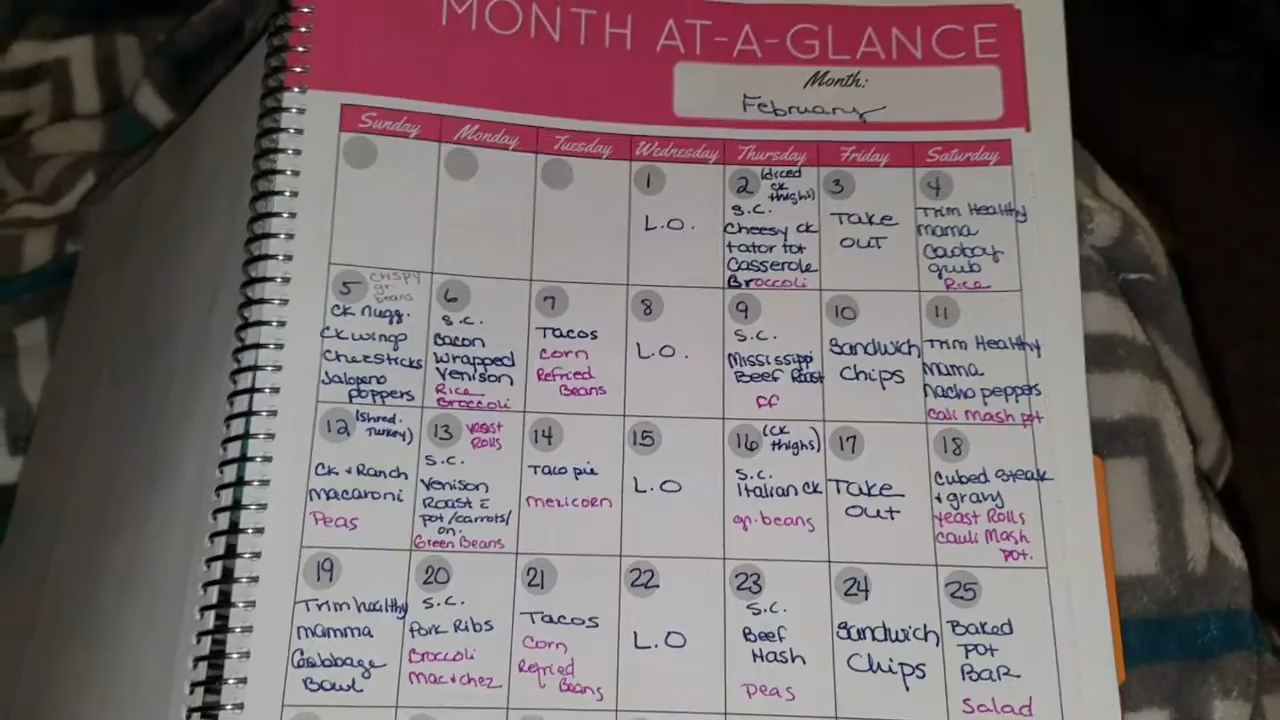 MONTH AT-A-GLANCE
Month:
February
Sunday Monday Tuesday Wednesday Thursday Friday Saturday
1
L.O.
2 (diced
ck
thighs)
S.C.
Cheesy ck
tator tot
Casserole
Broccoli
3
Take
out
4
Trim Healthy
mama
Cowboy
grub
Rice
5 crispy
gr.
beans
ck nugg.
ck wings
Chezsticks
Jalapeno
poppers
6
S.C.
Bacon
wrapped
Venison
Rice
Broccoli
7
Tacos
corn
Refried
Beans
8
L.O.
9
S.C.
Mississippi
Beef Roast
FF
10
Sandwich
Chips
11
Trim Healthy
mama
nacho peppers
Cali mash pot
12 (shred.
Turkey)
Ck + Ranch
macaroni
Peas
13 yeast
Rolls
S.C.
Venison
Roast c
pot/carrots/
on.
Green Beans
14
Taco pie
mexicorn
15
L.O
16 (ck
thighs)
S.C.
Italian ck
gr. beans
17
Take
out
18
Cubed steak
+ gravy
Yeast Rolls
cauli Mash
pot.
19
Trim healthy
mamma
Cabbage
Bowl
20
S.C.
Pork Ribs
Broccoli
Mac + chez
21
Tacos
Corn
Refried
Beans
22
L.O
23
S.C.
Beef
Hash
peas
24
Sandwich
Chips
25
Baked
Pot
BaR
Salad